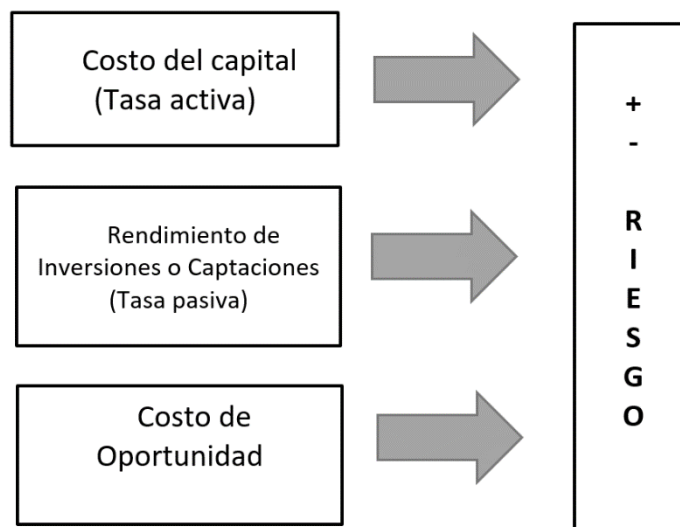 Costo del capital
(Tasa activa)
Rendimiento de
Inversiones o Captaciones
(Tasa pasiva)
Costo de
Oportunidad
+
-
R
I
E
S
G
O